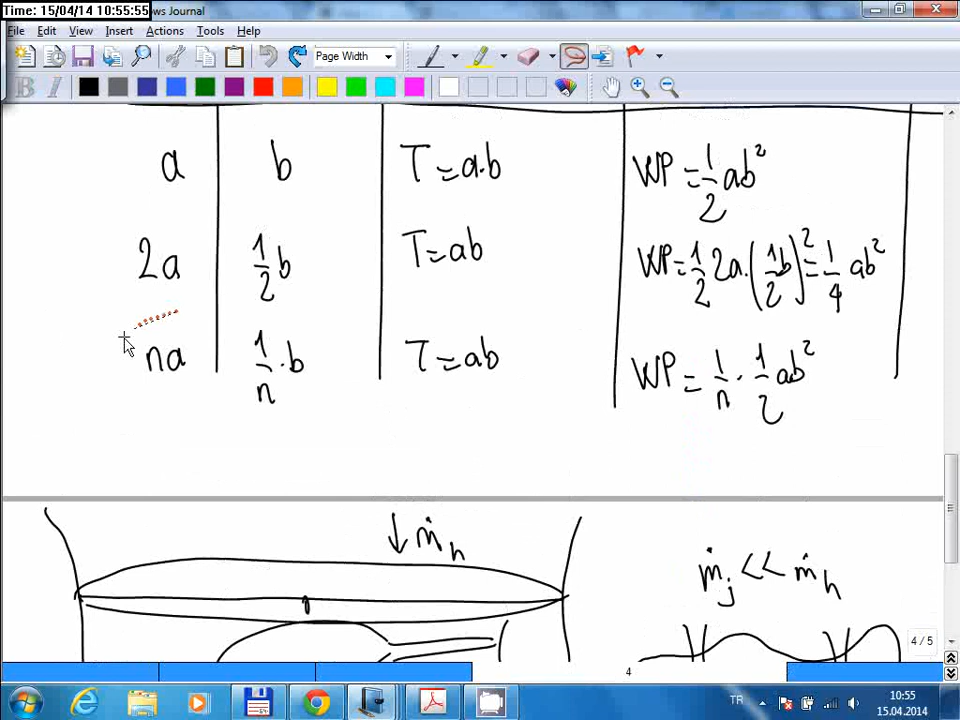 Time: 15/04/14 10:55:55
ows Journal
File Edit View Insert Actions Tools Help
Page Width
B I
a b T=a.b WP=1/2 ab²
2a 1/2 b T=ab WP=1/2 2a.(1/2 b)²=1/4 ab²
na 1/n · b T=ab WP=1/n · 1/2 ab²
↓ṁh
ṁj << ṁh
4 / 5
4
TR
10:55
15.04.2014